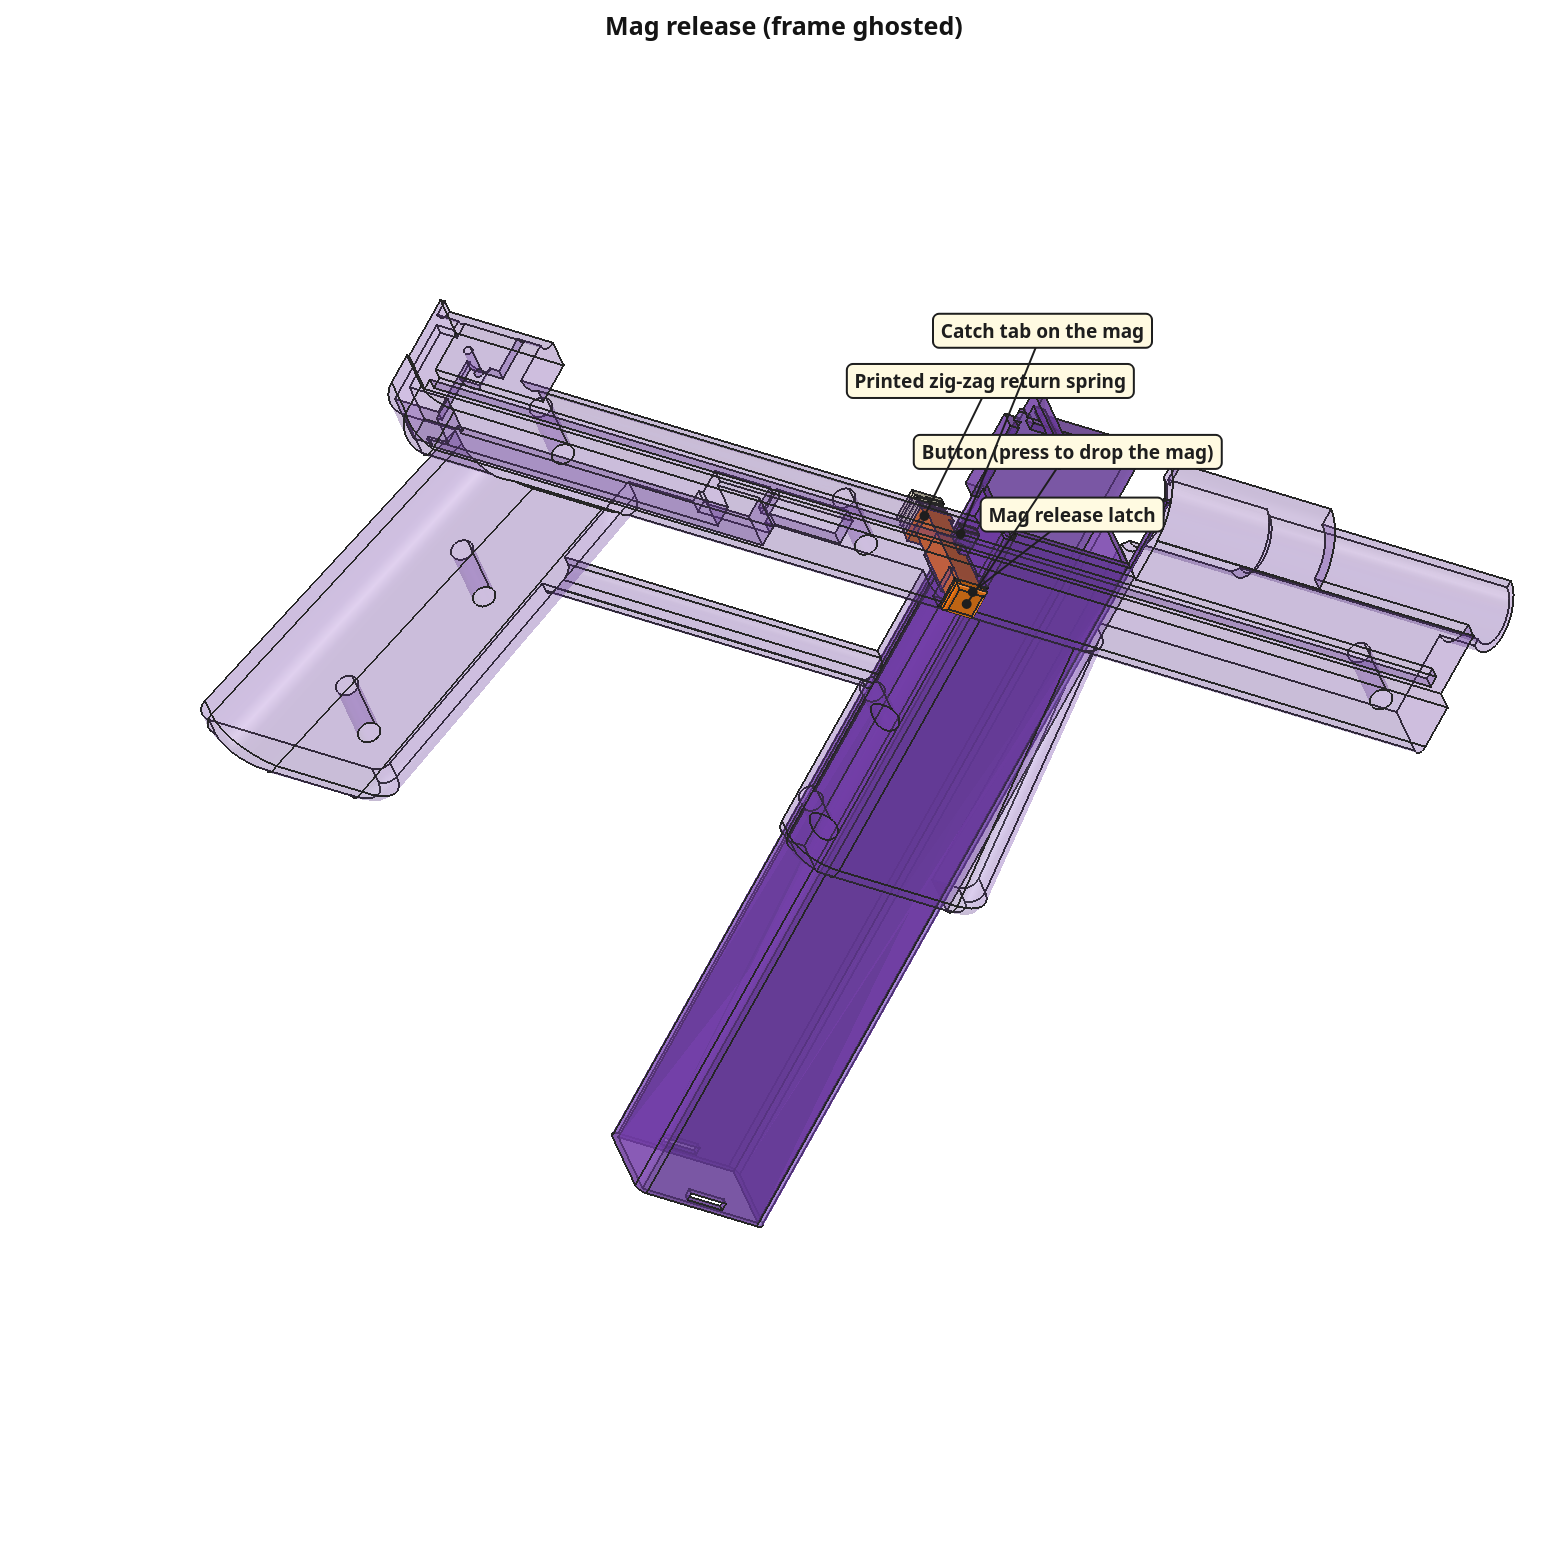 Mag release (frame ghosted)
Catch tab on the mag
Printed zig-zag return spring
Button (press to drop the mag)
Mag release latch